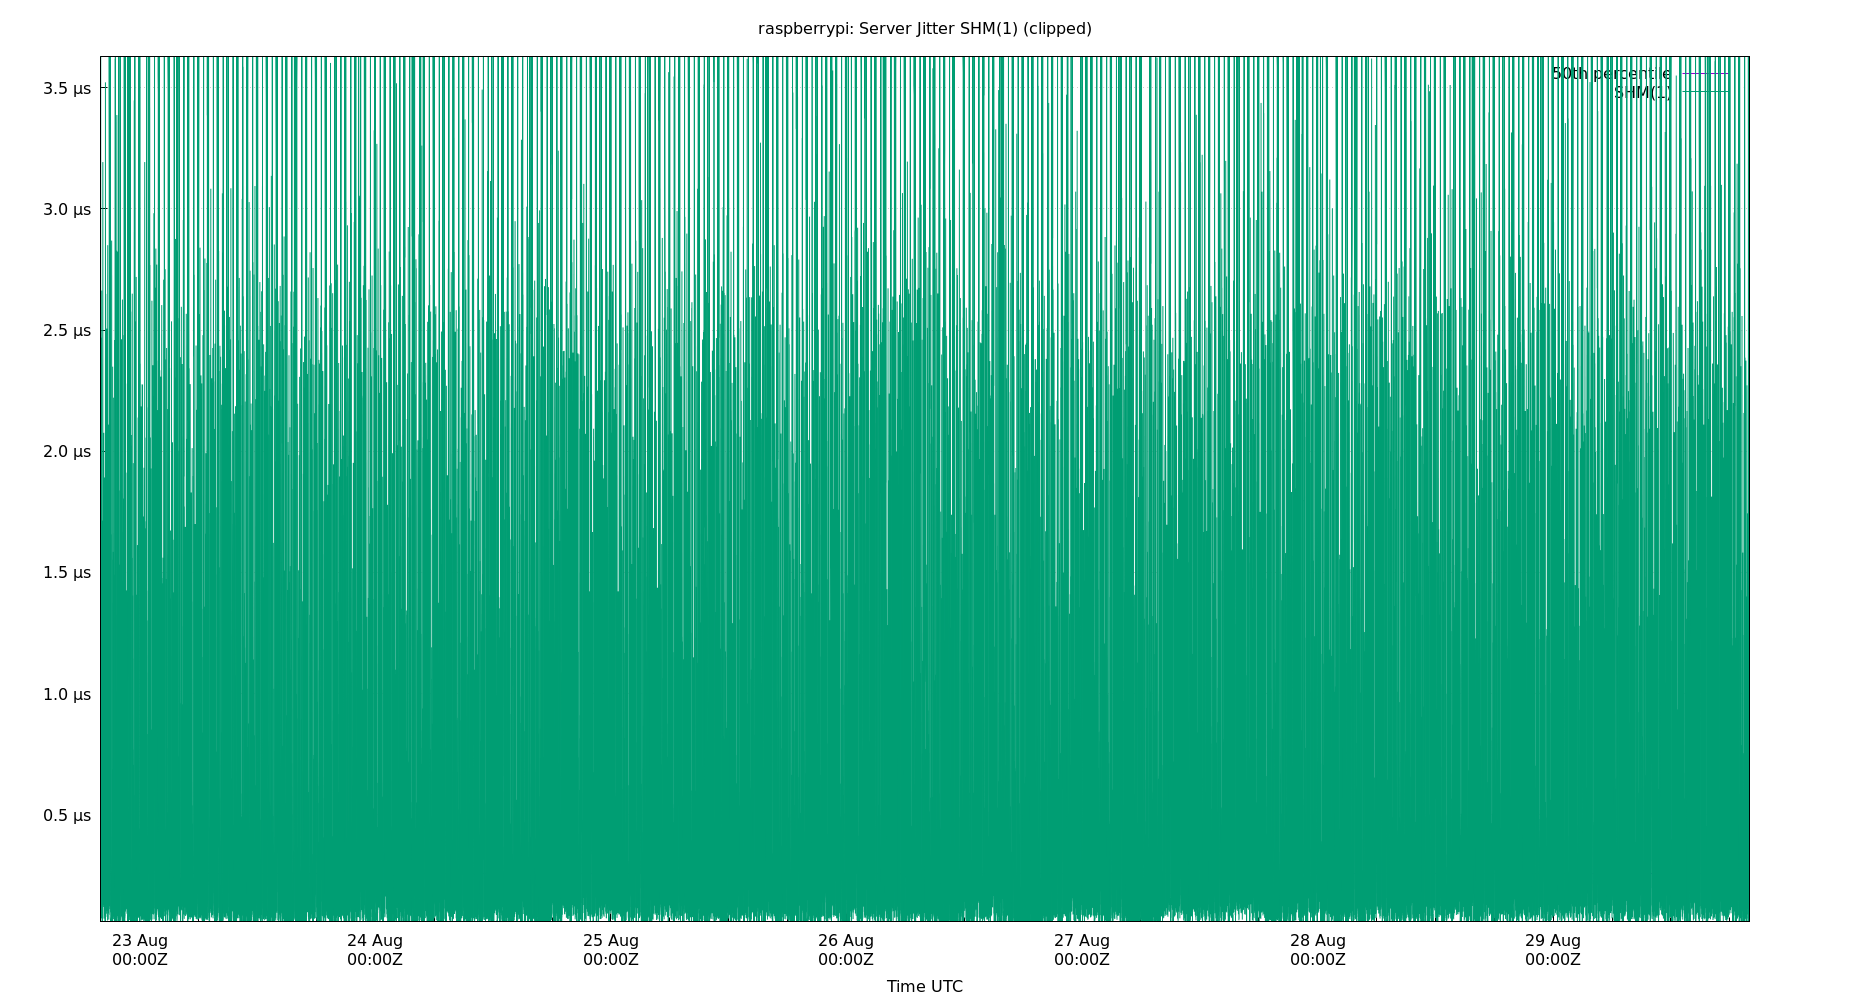 raspberrypi: Server Jitter SHM(1) (clipped)
50th percentile
SHM(1)
3.5 µs
3.0 µs
2.5 µs
2.0 µs
1.5 µs
1.0 µs
0.5 µs
23 Aug 24 Aug 25 Aug 26 Aug 27 Aug 28 Aug 29 Aug
00:00Z 00:00Z 00:00Z 00:00Z 00:00Z 00:00Z 00:00Z
Time UTC